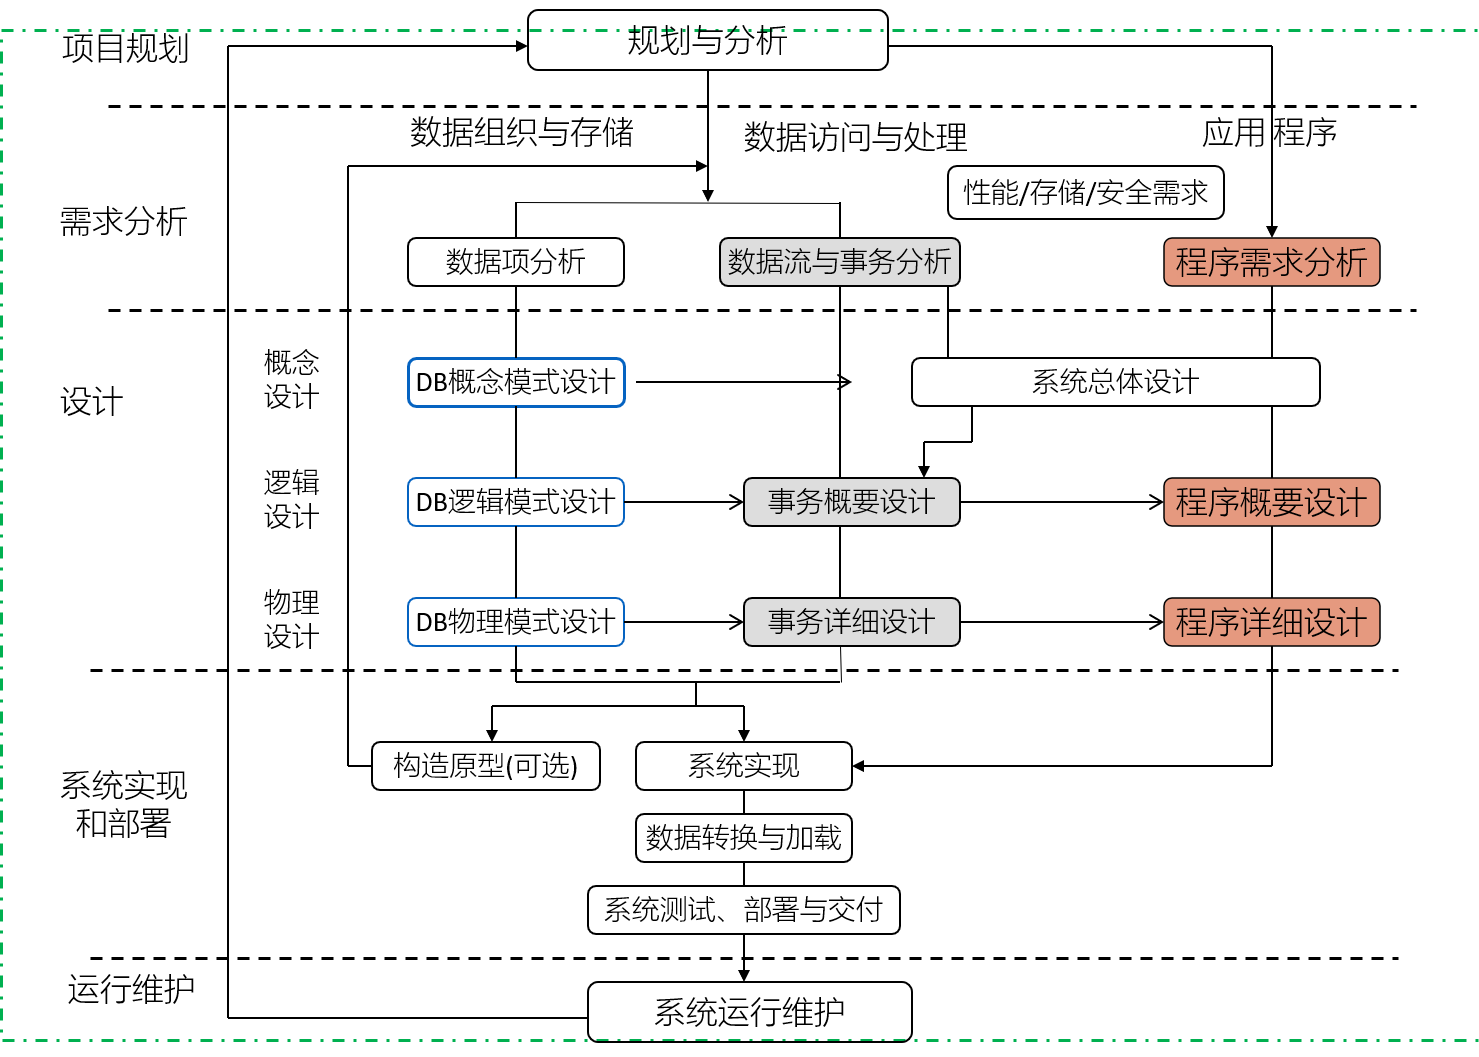 规划与分析
项目规划
数据组织与存储
数据访问与处理
应用 程序
性能/存储/安全需求
需求分析
数据项分析
数据流与事务分析
程序需求分析
设计
概念
设计
DB概念模式设计
系统总体设计
逻辑
设计
DB逻辑模式设计
事务概要设计
程序概要设计
物理
设计
DB物理模式设计
事务详细设计
程序详细设计
系统实现
和部署
构造原型(可选)
系统实现
数据转换与加载
系统测试、部署与交付
运行维护
系统运行维护